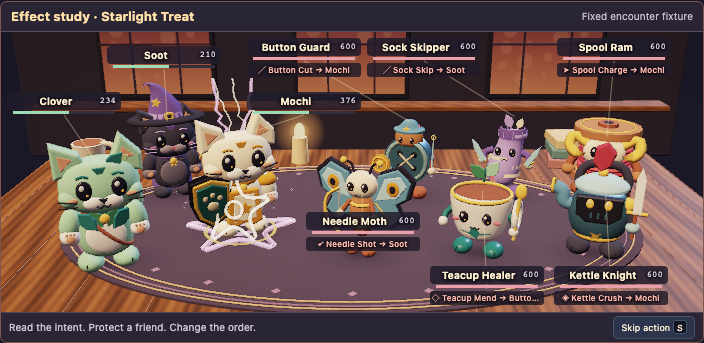 Effect study · Starlight Treat
Fixed encounter fixture
Soot 210
Button Guard 600
Button Cut → Mochi
Sock Skipper 600
Sock Skip → Soot
Spool Ram 600
Spool Charge → Mochi
Clover 234
Mochi 376
Needle Moth 600
Needle Shot → Soot
Teacup Healer 600
Teacup Mend → Butto...
Kettle Knight 600
Kettle Crush → Mochi
Read the intent. Protect a friend. Change the order.
Skip action S